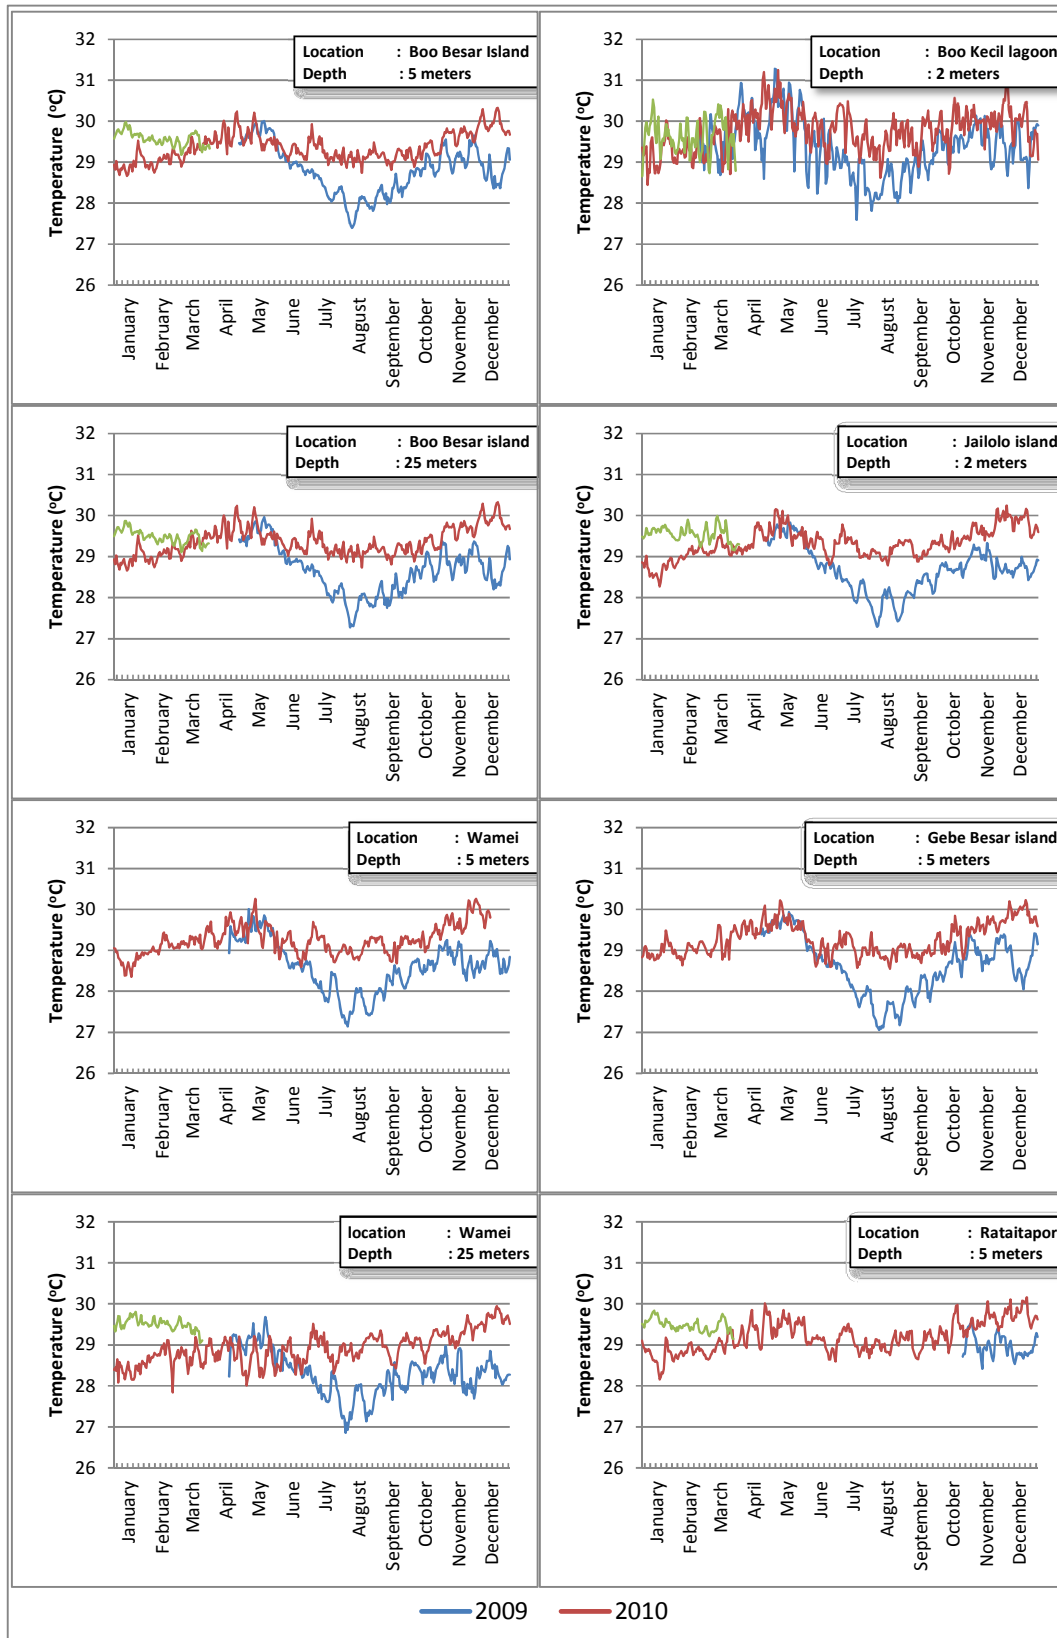 Location : Boo Besar Island
Depth : 5 meters
Temperature (ᵒC)
32
31
30
29
28
27
26
January
February
March
April
May
June
July
August
September
October
November
December
Location : Boo Kecil lagoon
Depth : 2 meters
Temperature (ᵒC)
32
31
30
29
28
27
26
January
February
March
April
May
June
July
August
September
October
November
December
Location : Boo Besar island
Depth : 25 meters
Temperature (ᵒC)
32
31
30
29
28
27
26
January
February
March
April
May
June
July
August
September
October
November
December
Location : Jailolo island
Depth : 2 meters
Temperature (ᵒC)
32
31
30
29
28
27
26
January
February
March
April
May
June
July
August
September
October
November
December
Location : Wamei
Depth : 5 meters
Temperature (ᵒC)
32
31
30
29
28
27
26
January
February
March
April
May
June
July
August
September
October
November
December
Location : Gebe Besar island
Depth : 5 meters
Temperature (ᵒC)
32
31
30
29
28
27
26
January
February
March
April
May
June
July
August
September
October
November
December
location : Wamei
Depth : 25 meters
Temperature (ᵒC)
32
31
30
29
28
27
26
January
February
March
April
May
June
July
August
September
October
November
December
Location : Rataitapor
Depth : 5 meters
Temperature (ᵒC)
32
31
30
29
28
27
26
January
February
March
April
May
June
July
August
September
October
November
December
2009 2010